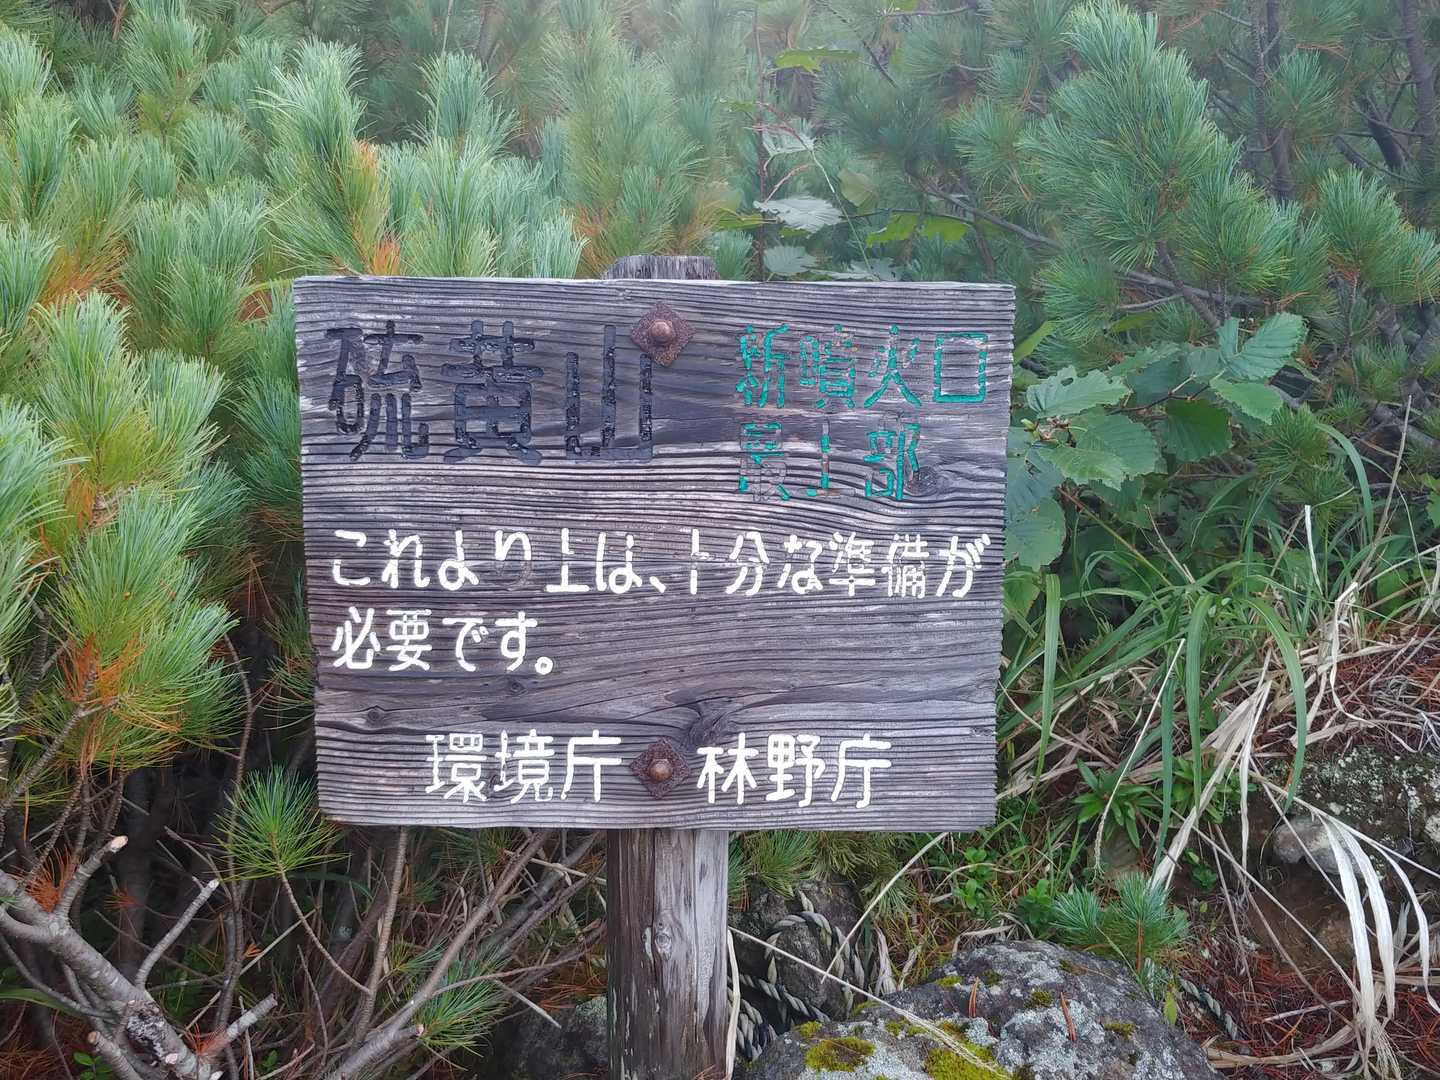 硫黄山
新噴火口
最上部
これより上は、十分な準備が
必要です。
環境庁 林野庁